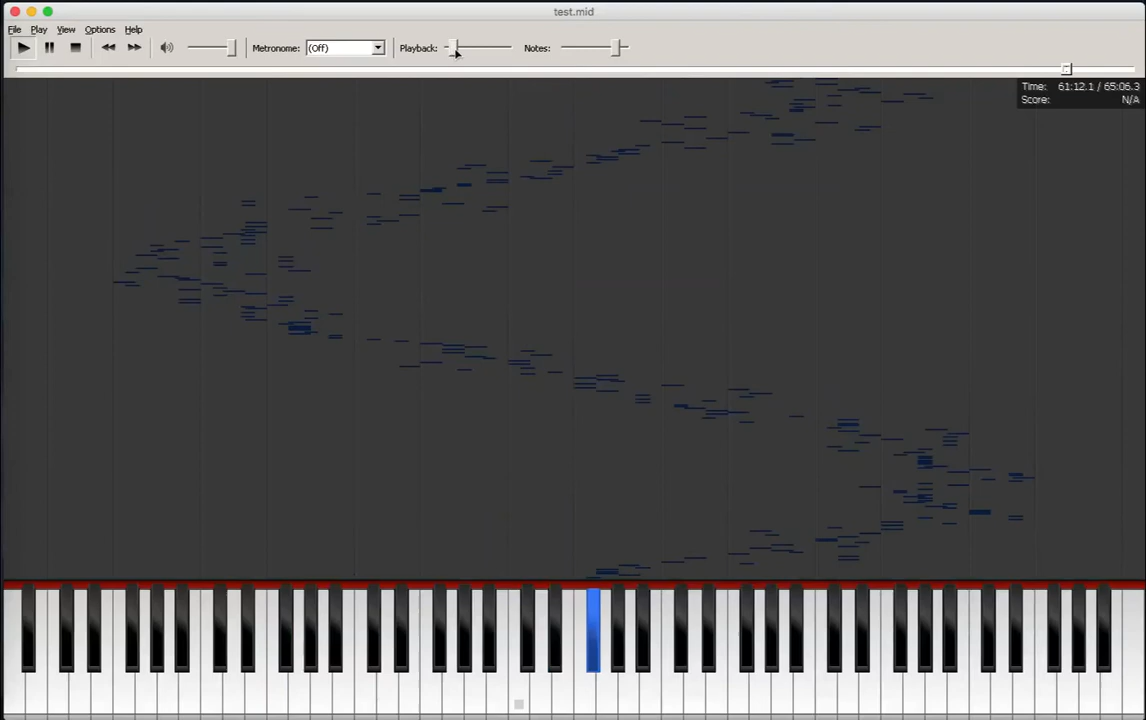 test.mid
File Play View Options Help
Metronome: (Off) Playback: Notes:
Time: 61:12.1 / 65:06.3
Score: N/A